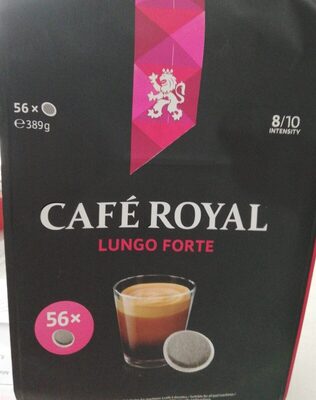 56×
℮389g
8/10
INTENSITY
CAFÉ ROYAL
LUNGO FORTE
56×